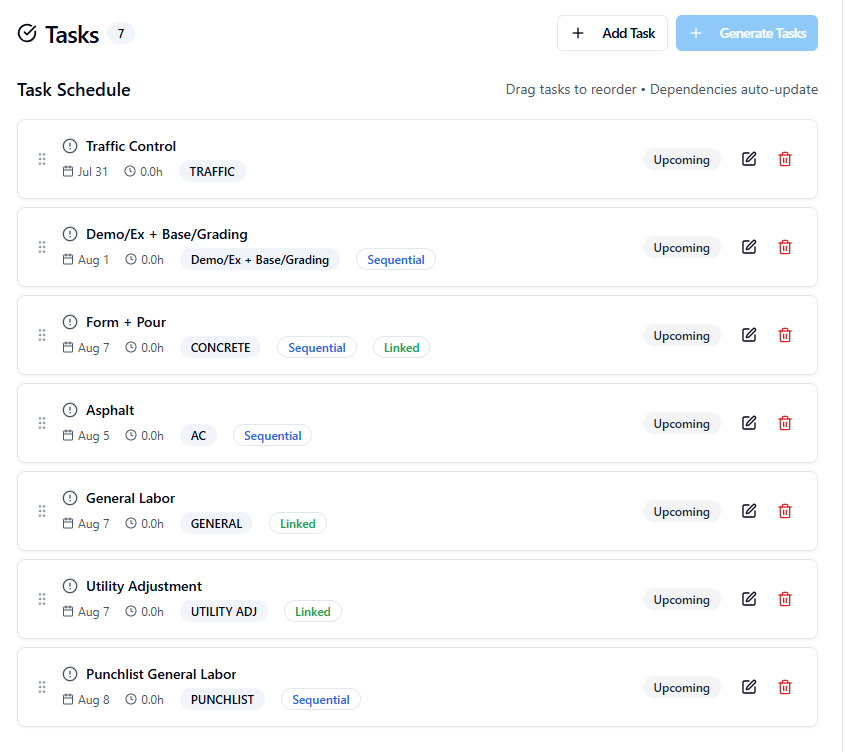 Tasks 7 + Add Task + Generate Tasks
Task Schedule Drag tasks to reorder • Dependencies auto-update
Traffic Control
Jul 31 0.0h TRAFFIC Upcoming
Demo/Ex + Base/Grading
Aug 1 0.0h Demo/Ex + Base/Grading Sequential Upcoming
Form + Pour
Aug 7 0.0h CONCRETE Sequential Linked Upcoming
Asphalt
Aug 5 0.0h AC Sequential Upcoming
General Labor
Aug 7 0.0h GENERAL Linked Upcoming
Utility Adjustment
Aug 7 0.0h UTILITY ADJ Linked Upcoming
Punchlist General Labor
Aug 8 0.0h PUNCHLIST Sequential Upcoming